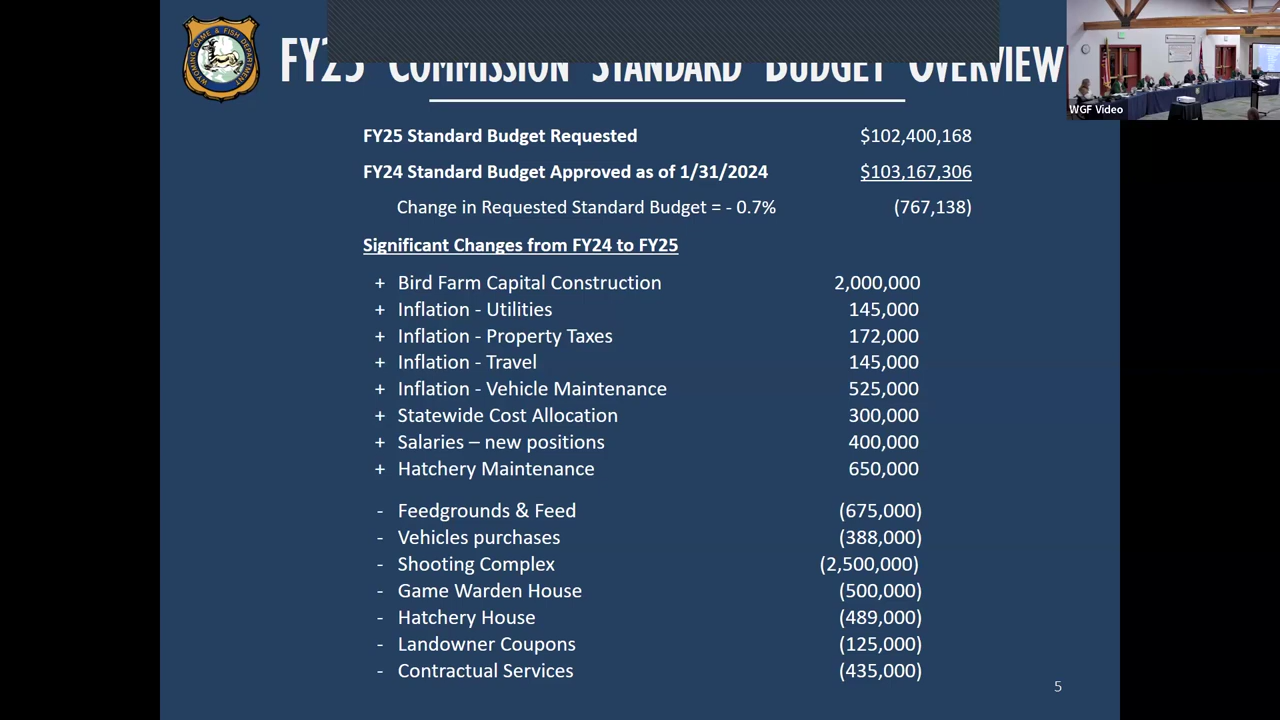 WYOMING GAME & FISH DEPARTMENT
FY25 COMMISSION STANDARD BUDGET OVERVIEW
WGF Video
FY25 Standard Budget Requested $102,400,168
FY24 Standard Budget Approved as of 1/31/2024 $103,167,306
Change in Requested Standard Budget = - 0.7% (767,138)
Significant Changes from FY24 to FY25
+ Bird Farm Capital Construction 2,000,000
+ Inflation - Utilities 145,000
+ Inflation - Property Taxes 172,000
+ Inflation - Travel 145,000
+ Inflation - Vehicle Maintenance 525,000
+ Statewide Cost Allocation 300,000
+ Salaries – new positions 400,000
+ Hatchery Maintenance 650,000
- Feedgrounds & Feed (675,000)
- Vehicles purchases (388,000)
- Shooting Complex (2,500,000)
- Game Warden House (500,000)
- Hatchery House (489,000)
- Landowner Coupons (125,000)
- Contractual Services (435,000)
5